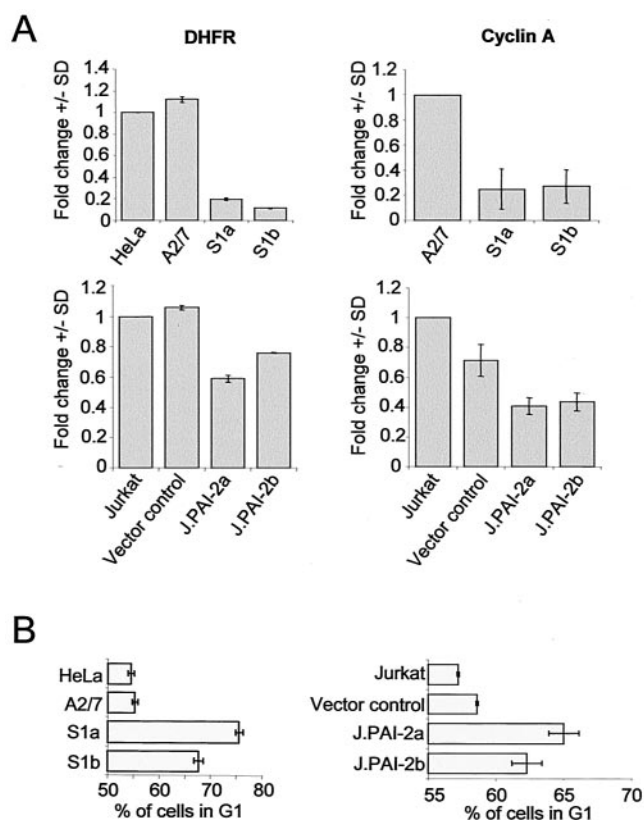 A
DHFR
Cyclin A
Fold change +/- SD
1.4
1.2
1
0.8
0.6
0.4
0.2
0
HeLa
A2/7
S1a
S1b
Fold change +/- SD
1.2
1
0.8
0.6
0.4
0.2
0
A2/7
S1a
S1b
Fold change +/- SD
1.2
1
0.8
0.6
0.4
0.2
0
Jurkat
Vector control
J.PAI-2a
J.PAI-2b
Fold change +/- SD
1.2
1
0.8
0.6
0.4
0.2
0
Jurkat
Vector control
J.PAI-2a
J.PAI-2b
B
HeLa
A2/7
S1a
S1b
50 60 70 80
% of cells in G1
Jurkat
Vector control
J.PAI-2a
J.PAI-2b
55 60 65 70
% of cells in G1